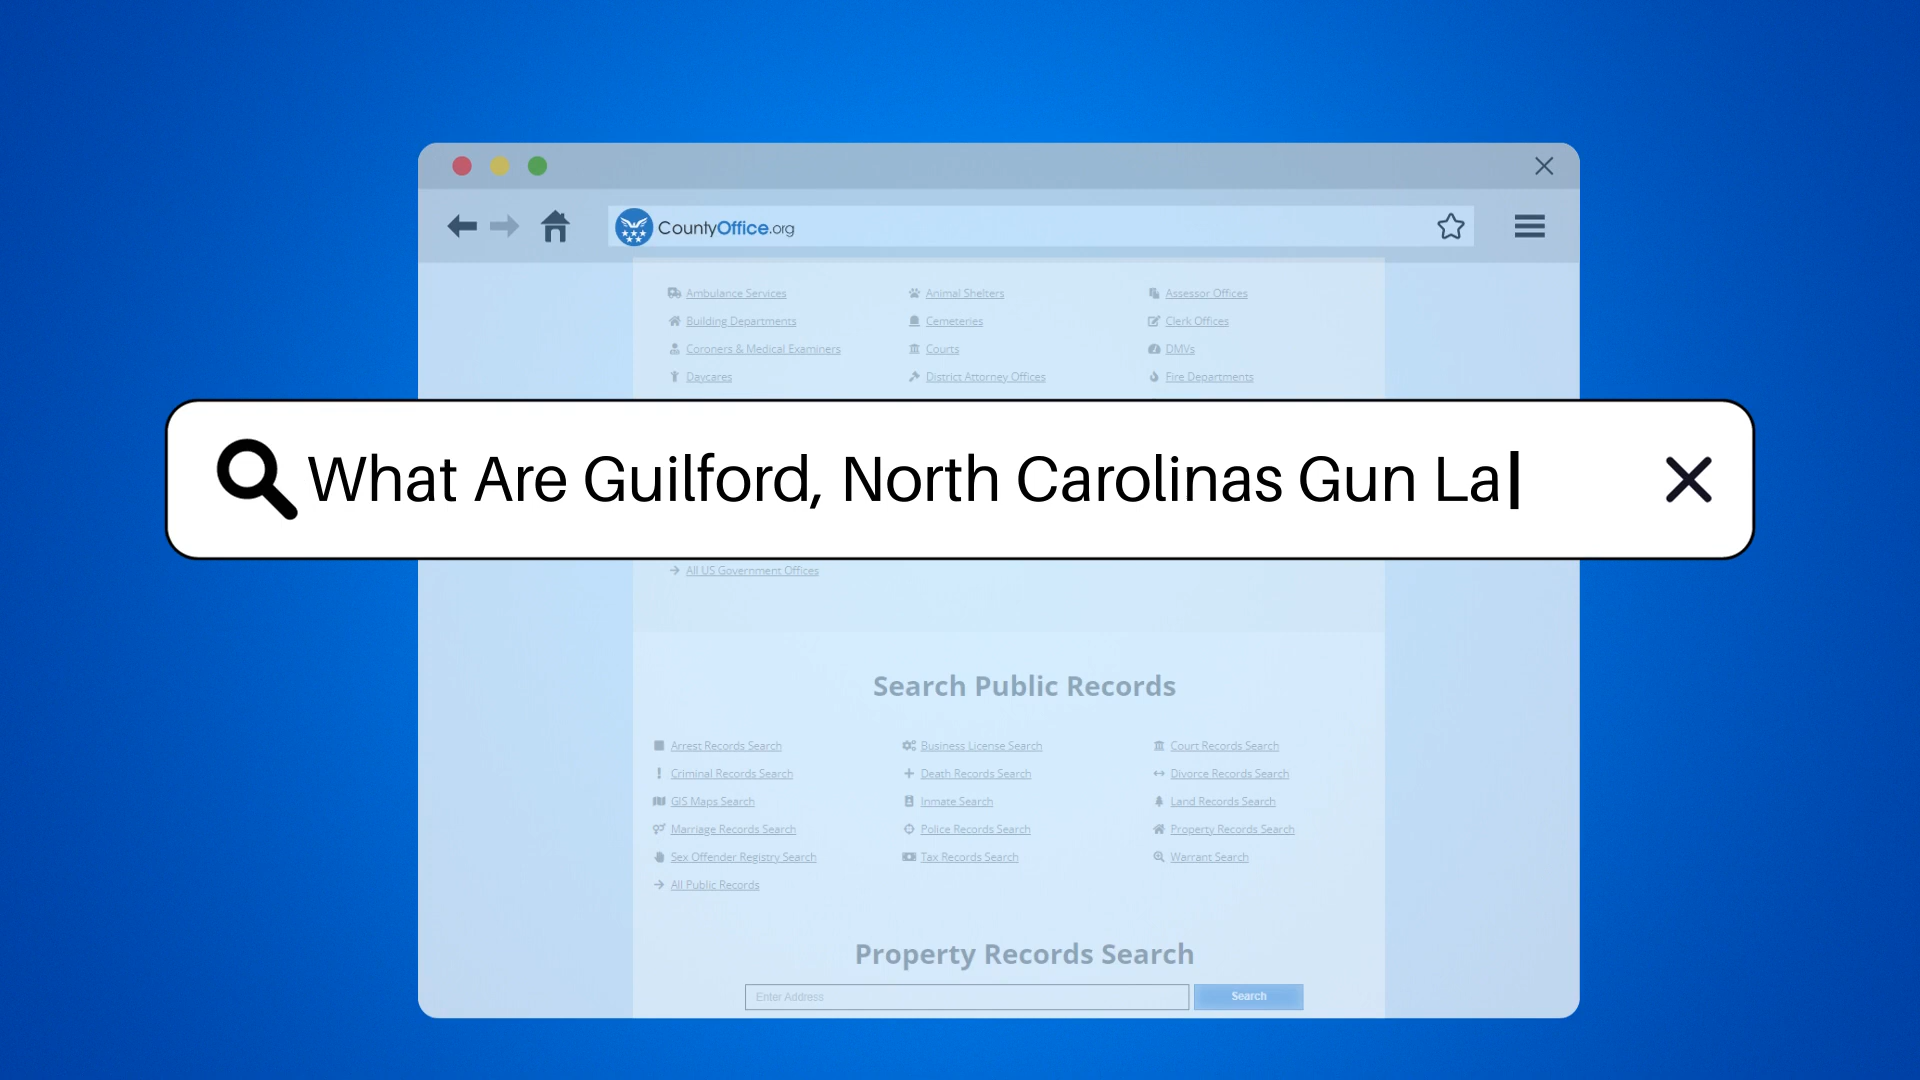 CountyOffice.org
Ambulance Services Animal Shelters Assessor Offices
Building Departments Cemeteries Clerk Offices
Coroners & Medical Examiners Courts DMVs
Daycares District Attorney Offices Fire Departments
What Are Guilford, North Carolinas Gun La
All US Government Offices
Search Public Records
Arrest Records Search Business License Search Court Records Search
Criminal Records Search Death Records Search Divorce Records Search
GIS Maps Search Inmate Search Land Records Search
Marriage Records Search Police Records Search Property Records Search
Sex Offender Registry Search Tax Records Search Warrant Search
All Public Records
Property Records Search
Enter Address Search